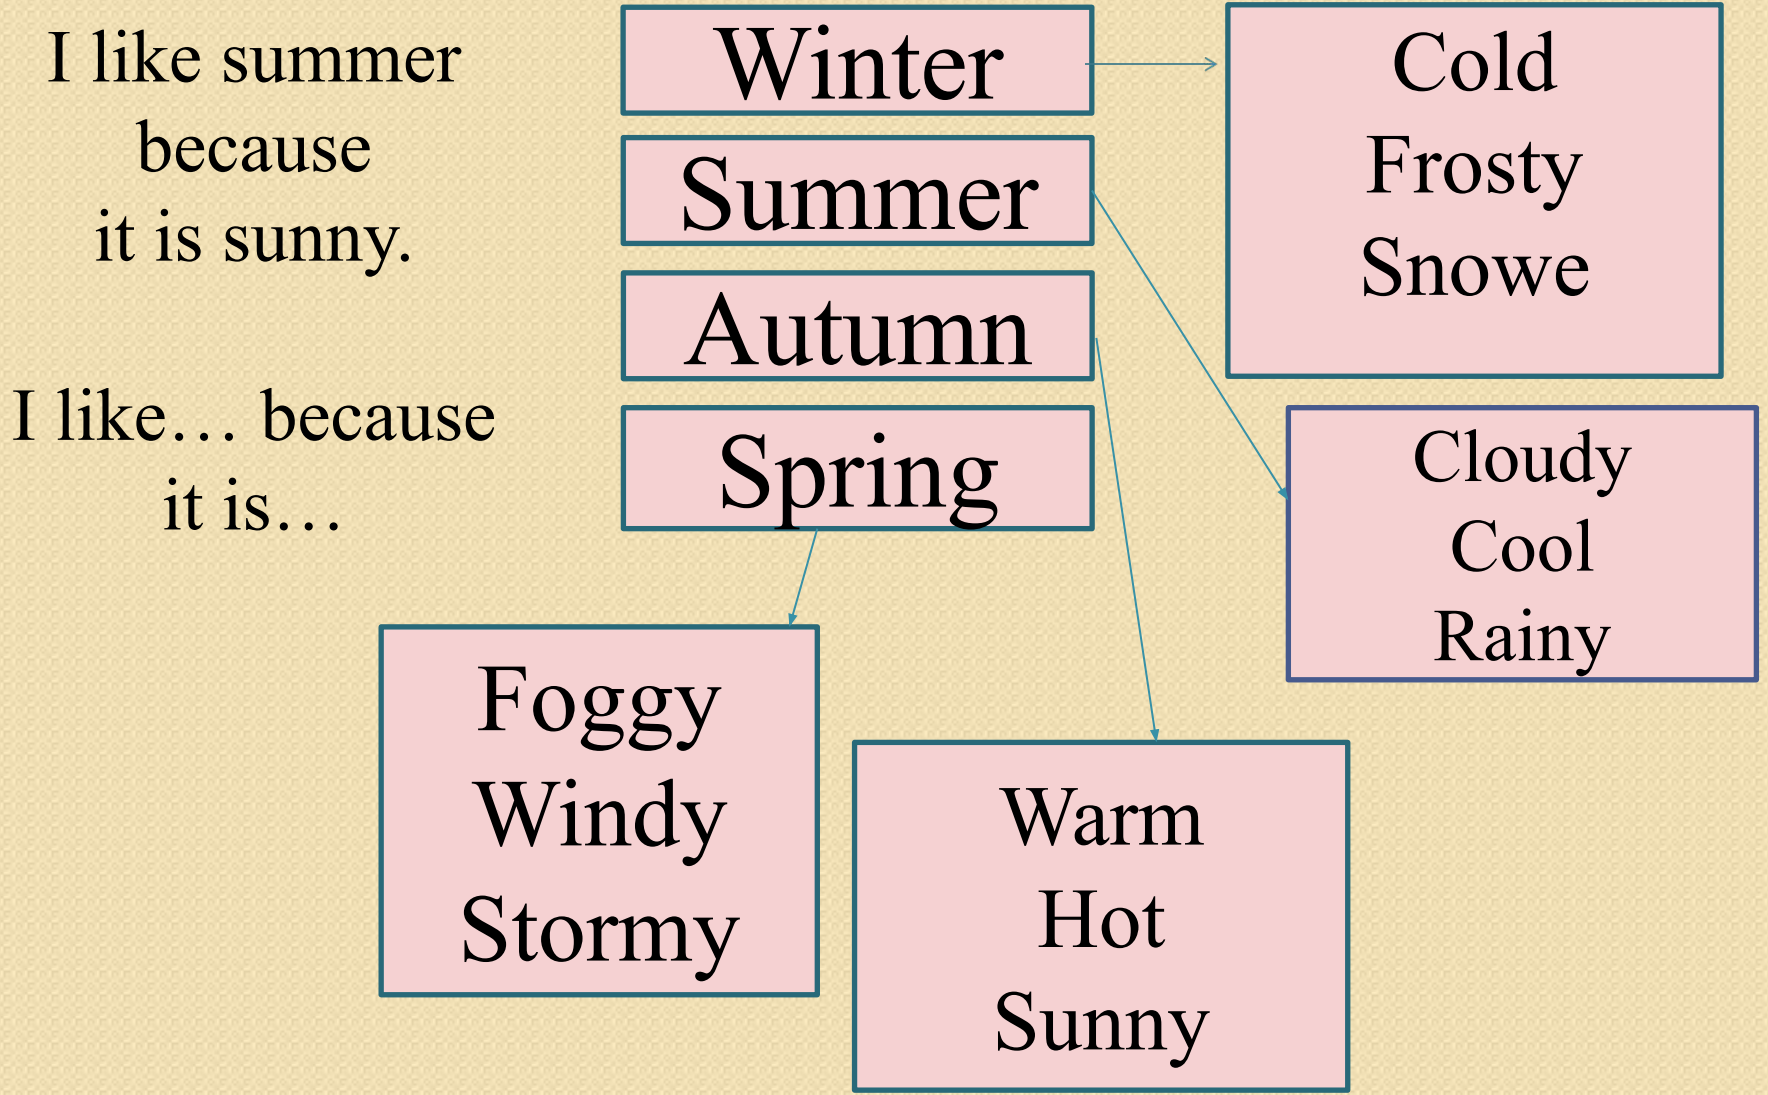 I like summer
because
it is sunny.
I like… because
it is…
Winter
Summer
Autumn
Spring
Cold
Frosty
Snowe
Cloudy
Cool
Rainy
Foggy
Windy
Stormy
Warm
Hot
Sunny